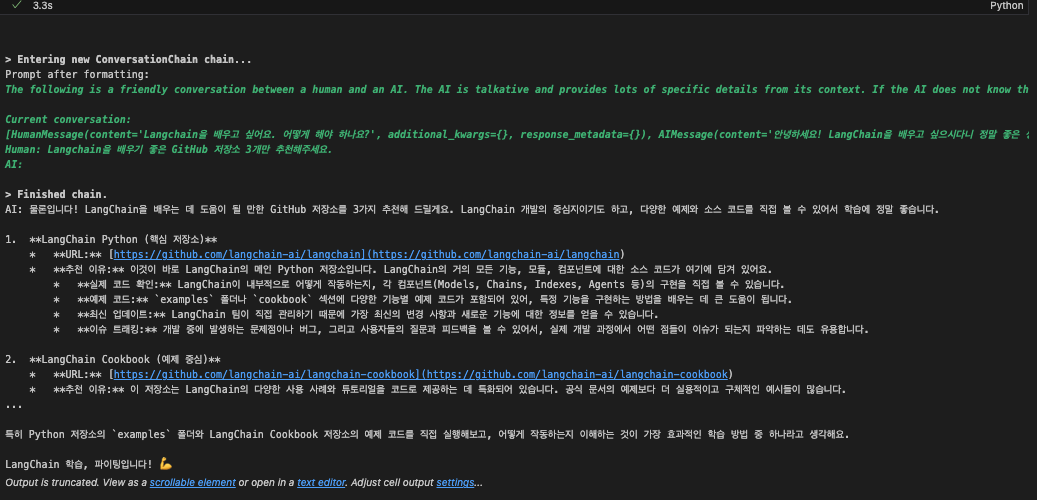 ✓ 3.3s Python
> Entering new ConversationChain chain...
Prompt after formatting:
The following is a friendly conversation between a human and an AI. The AI is talkative and provides lots of specific details from its context. If the AI does not know th
Current conversation:
[HumanMessage(content='Langchain을 배우고 싶어요. 어떻게 해야 하나요?', additional_kwargs={}, response_metadata={}), AIMessage(content='안녕하세요! LangChain을 배우고 싶으시다니 정말 좋은
Human: Langchain을 배우기 좋은 GitHub 저장소 3개만 추천해주세요.
AI:
> Finished chain.
AI: 물론입니다! LangChain을 배우는 데 도움이 될 만한 GitHub 저장소를 3가지 추천해 드릴게요. LangChain 개발의 중심지이기도 하고, 다양한 예제와 소스 코드를 직접 볼 수 있어서 학습에 정말 좋습니다.
1. **LangChain Python (핵심 저장소)**
* **URL:** [https://github.com/langchain-ai/langchain](https://github.com/langchain-ai/langchain)
* **추천 이유:** 이것이 바로 LangChain의 메인 Python 저장소입니다. LangChain의 거의 모든 기능, 모듈, 컴포넌트에 대한 소스 코드가 여기에 담겨 있어요.
* **실제 코드 확인:** LangChain이 내부적으로 어떻게 작동하는지, 각 컴포넌트(Models, Chains, Indexes, Agents 등)의 구현을 직접 볼 수 있습니다.
* **예제 코드:** `examples` 폴더나 `cookbook` 섹션에 다양한 기능별 예제 코드가 포함되어 있어, 특정 기능을 구현하는 방법을 배우는 데 큰 도움이 됩니다.
* **최신 업데이트:** LangChain 팀이 직접 관리하기 때문에 가장 최신의 변경 사항과 새로운 기능에 대한 정보를 얻을 수 있습니다.
* **이슈 트래킹:** 개발 중에 발생하는 문제점이나 버그, 그리고 사용자들의 질문과 피드백을 볼 수 있어서, 실제 개발 과정에서 어떤 점들이 이슈가 되는지 파악하는 데도 유용합니다.
2. **LangChain Cookbook (예제 중심)**
* **URL:** [https://github.com/langchain-ai/langchain-cookbook](https://github.com/langchain-ai/langchain-cookbook)
* **추천 이유:** 이 저장소는 LangChain의 다양한 사용 사례와 튜토리얼을 코드로 제공하는 데 특화되어 있습니다. 공식 문서의 예제보다 더 실용적이고 구체적인 예시들이 많습니다.
...
특히 Python 저장소의 `examples` 폴더와 LangChain Cookbook 저장소의 예제 코드를 직접 실행해보고, 어떻게 작동하는지 이해하는 것이 가장 효과적인 학습 방법 중 하나라고 생각해요.
LangChain 학습, 파이팅입니다! 💪
Output is truncated. View as a scrollable element or open in a text editor. Adjust cell output settings...